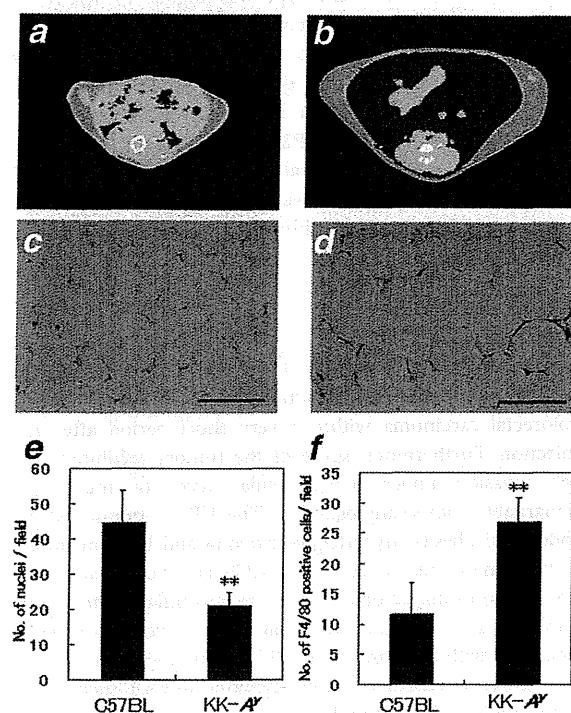 a
b
c
d
e
f
No. of nuclei / field
60
50
40
30
20
10
0
**
C57BL
KK-Aʸ
No. of F4/80 positive cells/ field
35
30
25
20
15
10
5
0
**
C57BL
KK-Aʸ